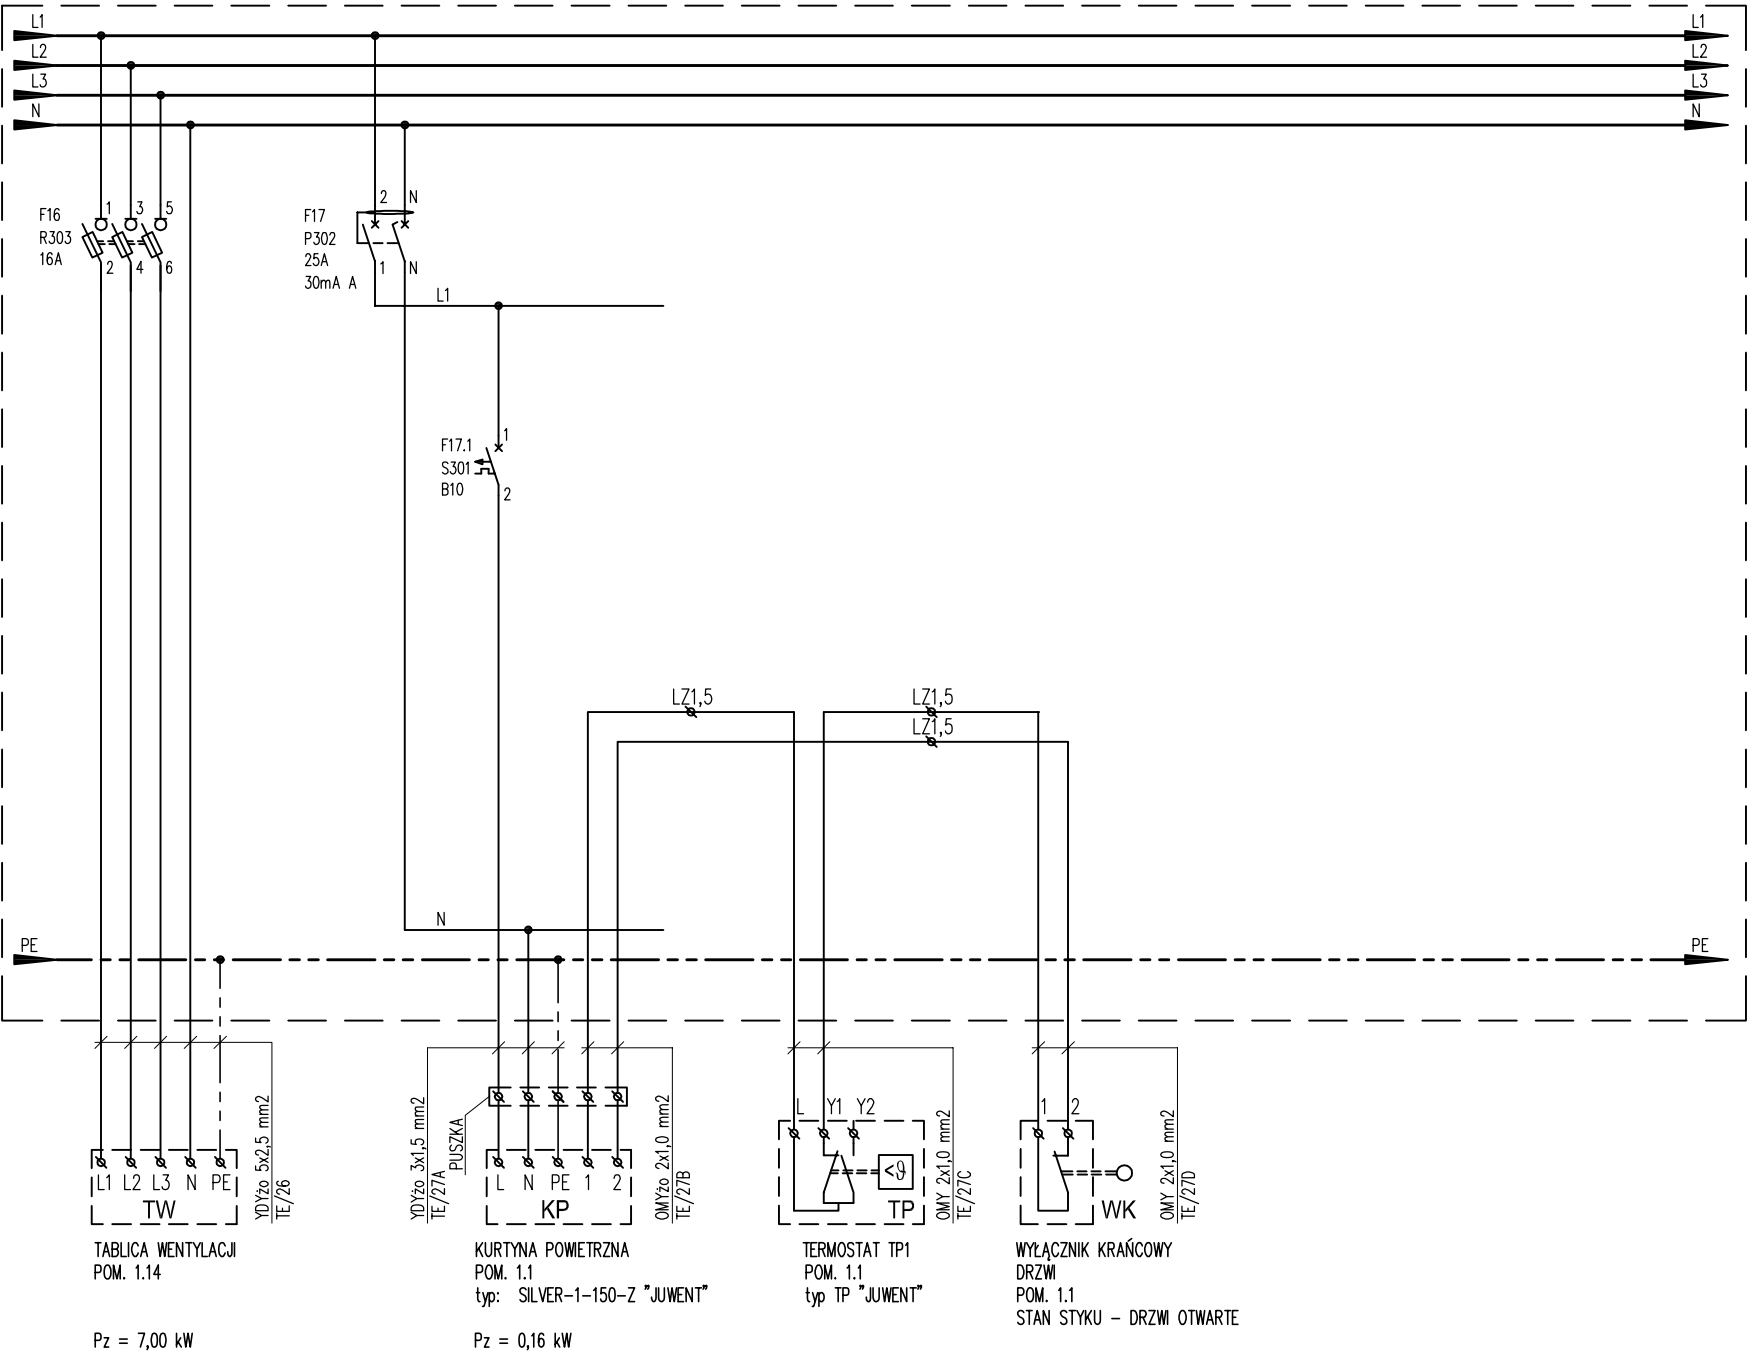 L1
L1
L2
L2
L3
L3
N
N
1
3
5
F16
R303
16A
2
4
6
2
N
F17
P302
25A
30mA A
1
N
L1
1
F17.1
S301
B10
2
LZ1,5
LZ1,5
LZ1,5
N
PE
PE
YDYżo 5x2,5 mm2
TE/26
YDYżo 3x1,5 mm2
TE/27A
PUSZKA
OMYżo 2x1,0 mm2
TE/27B
OMY 2x1,0 mm2
TE/27C
OMY 2x1,0 mm2
TE/27D
L Y1 Y2
1 2
L1 L2 L3 N PE
TW
L N PE 1 2
KP
<ϑ
TP
WK
TABLICA WENTYLACJI
POM. 1.14
Pz = 7,00 kW
KURTYNA POWIETRZNA
POM. 1.1
typ: SILVER-1-150-Z "JUWENT"
Pz = 0,16 kW
TERMOSTAT TP1
POM. 1.1
typ TP "JUWENT"
WYŁĄCZNIK KRAŃCOWY
DRZWI
POM. 1.1
STAN STYKU - DRZWI OTWARTE